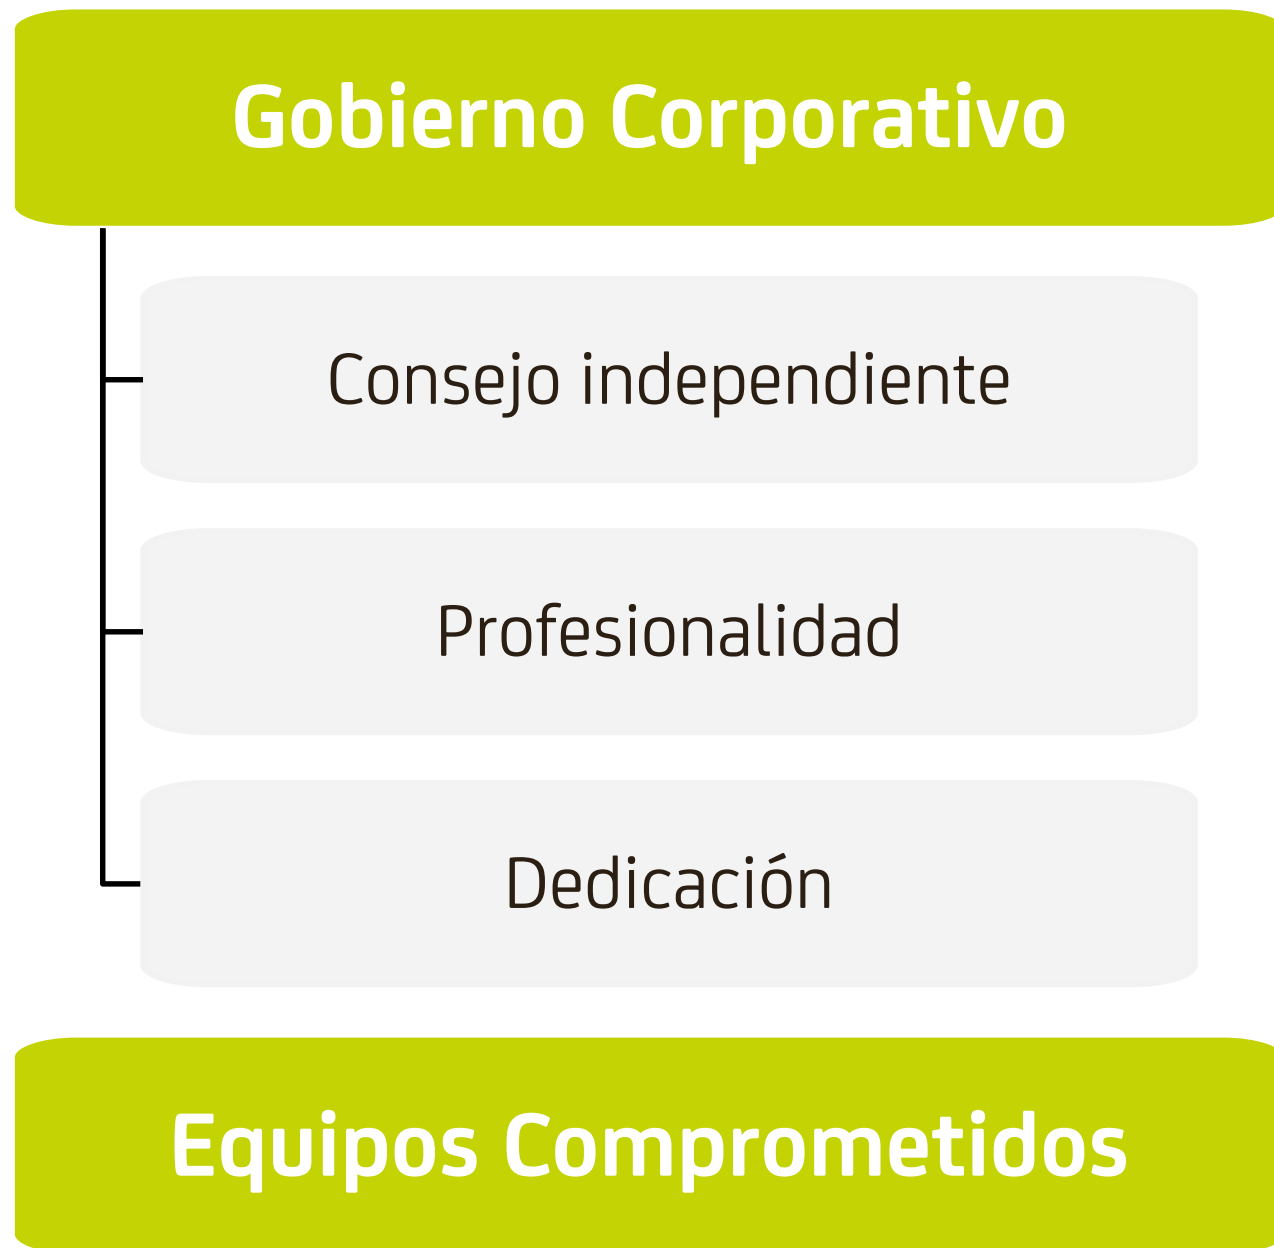 Gobierno Corporativo
Consejo independiente
Profesionalidad
Dedicación
Equipos Comprometidos